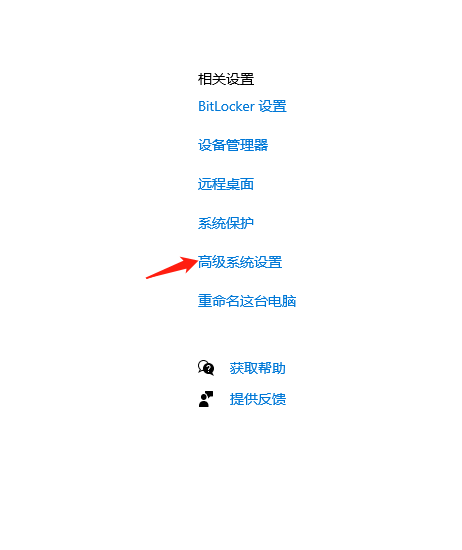 相关设置
BitLocker 设置
设备管理器
远程桌面
系统保护
高级系统设置
重命名这台电脑
获取帮助
提供反馈